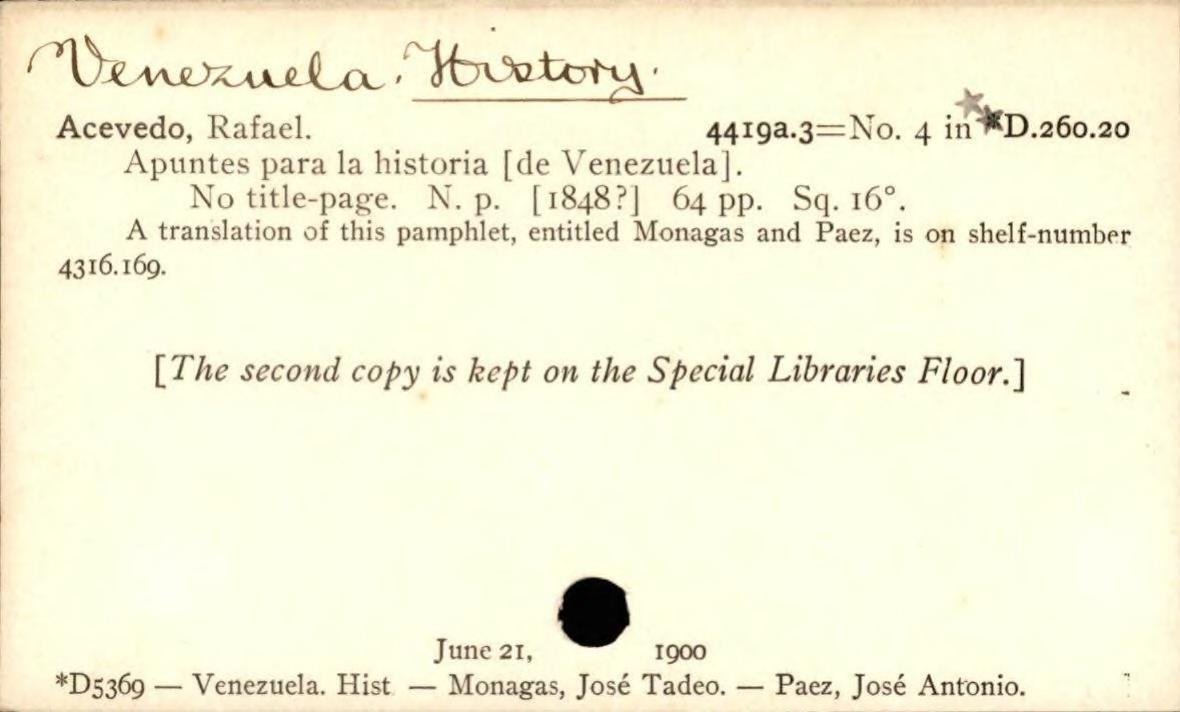 Venezuela. History.
Acevedo, Rafael. 4419a.3=No. 4 in **D.260.20
Apuntes para la historia [de Venezuela].
No title-page. N. p. [1848?] 64 pp. Sq. 16°.
A translation of this pamphlet, entitled Monagas and Paez, is on shelf-number
4316.169.
[The second copy is kept on the Special Libraries Floor.]
June 21, 1900
*D5369 — Venezuela. Hist — Monagas, José Tadeo. — Paez, José Antonio.